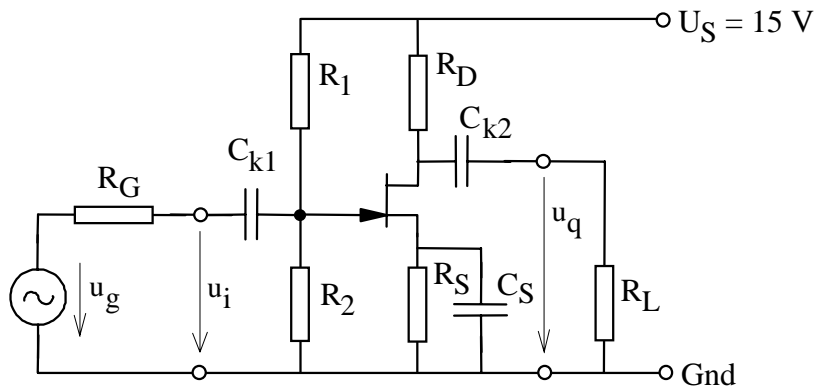 U_S = 15 V
R_1
R_D
C_k2
C_k1
R_G
u_q
u_g
u_i
R_2
R_S
C_S
R_L
Gnd